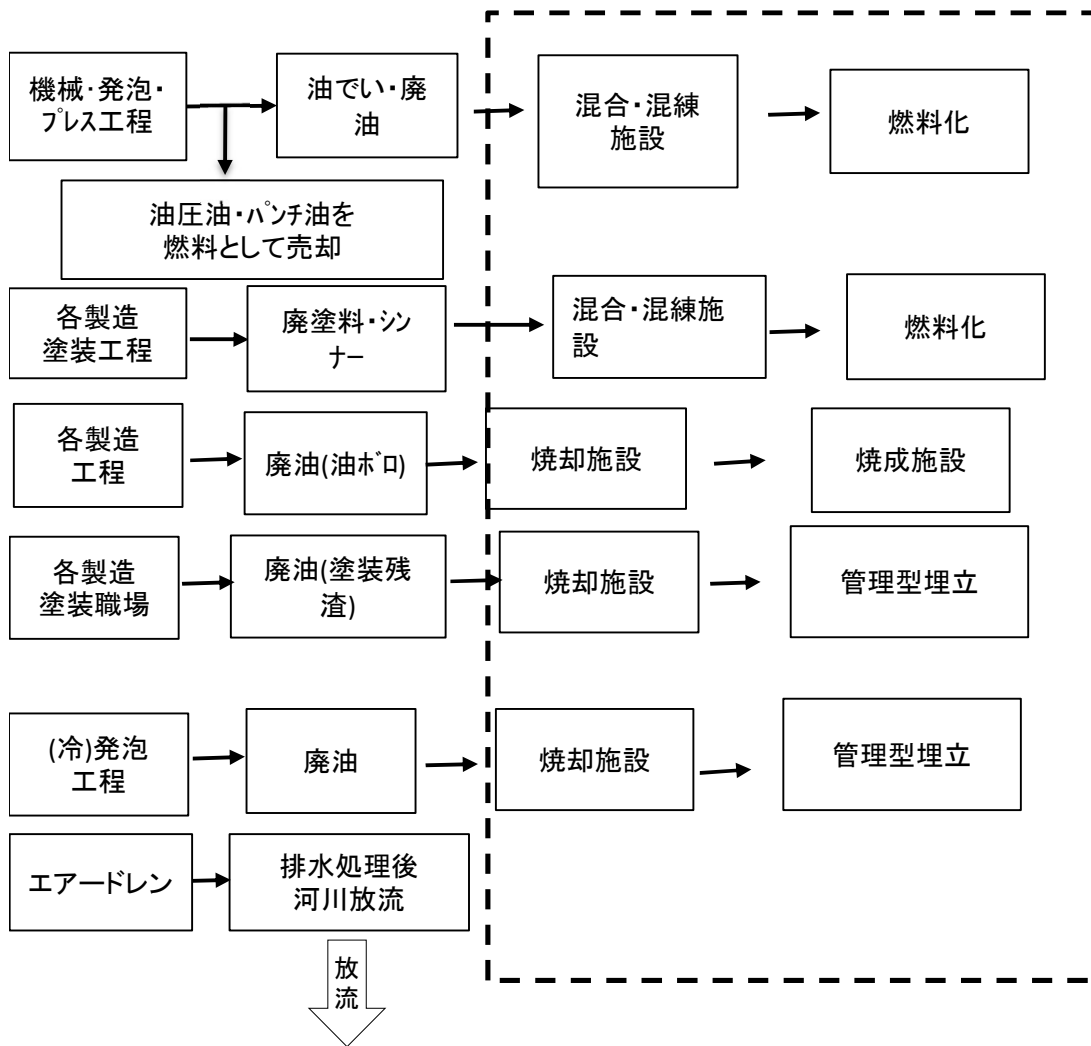 機械・発泡・
ﾌﾟﾚｽ工程
油でい・廃
油
混合・混練
施設
燃料化
油圧油・ﾊﾟﾝﾁ油を
燃料として売却
各製造
塗装工程
廃塗料・ｼﾝ
ﾅｰ
混合・混練施
設
燃料化
各製造
工程
廃油(油ﾎﾞﾛ)
焼却施設
焼成施設
各製造
塗装職場
廃油(塗装残
渣)
焼却施設
管理型埋立
(冷)発泡
工程
廃油
焼却施設
管理型埋立
エアードレン
排水処理後
河川放流
放
流